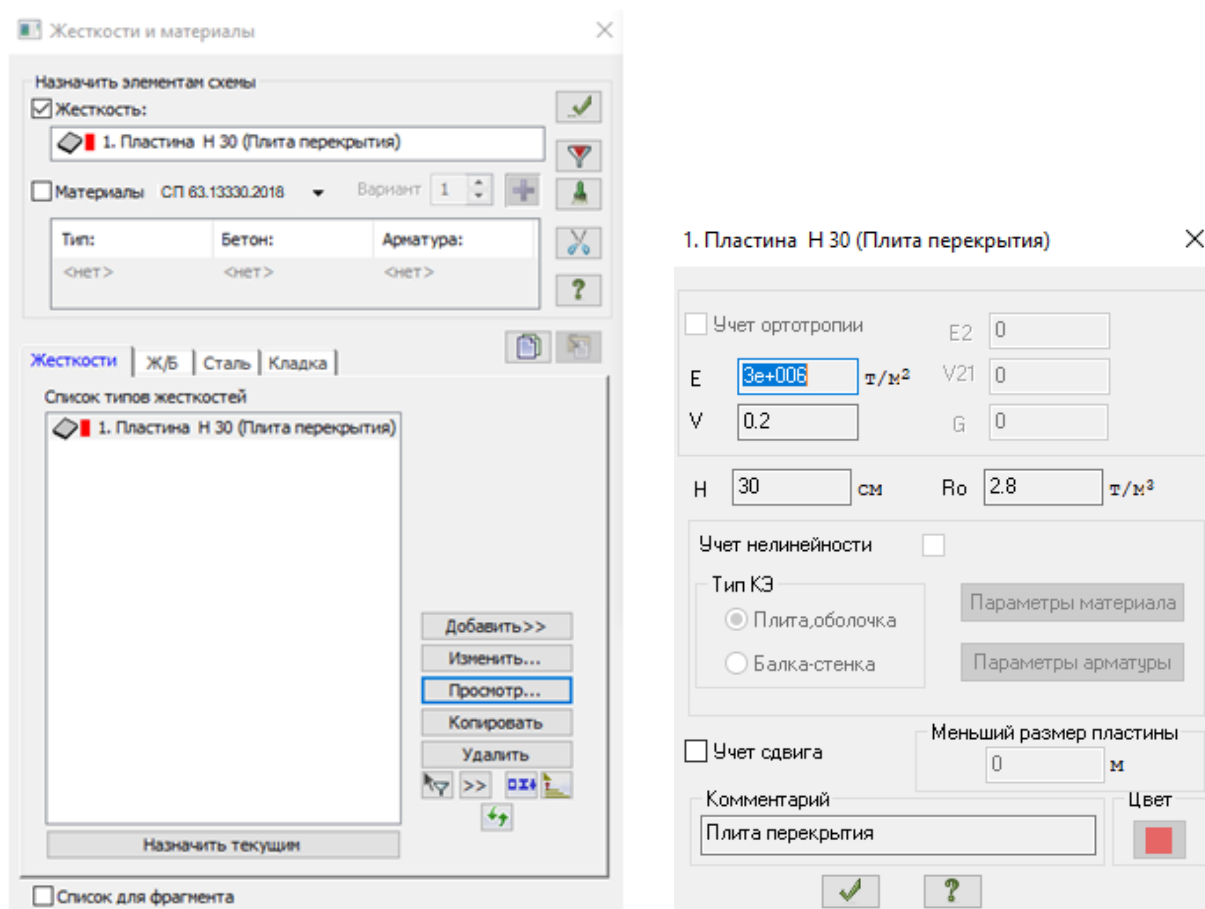 Жесткости и материалы
Назначить элементам схемы
Жесткость:
1. Пластина Н 30 (Плита перекрытия)
Материалы СП 63.13330.2018 Вариант 1
Тип: Бетон: Арматура:
<нет> <нет> <нет>
Жесткости Ж/Б Сталь Кладка
Список типов жесткостей
1. Пластина Н 30 (Плита перекрытия)
Добавить>>
Изменить...
Просмотр...
Копировать
Удалить
>>
Назначить текущим
Список для фрагмента
1. Пластина Н 30 (Плита перекрытия)
Учет ортотропии E2 0
E 3e+006 т/м² V21 0
V 0.2 G 0
H 30 см Ro 2.8 т/м³
Учет нелинейности
Тип КЭ
Плита,оболочка
Балка-стенка
Параметры материала
Параметры арматуры
Учет сдвига
Меньший размер пластины
0 м
Комментарий
Плита перекрытия
Цвет